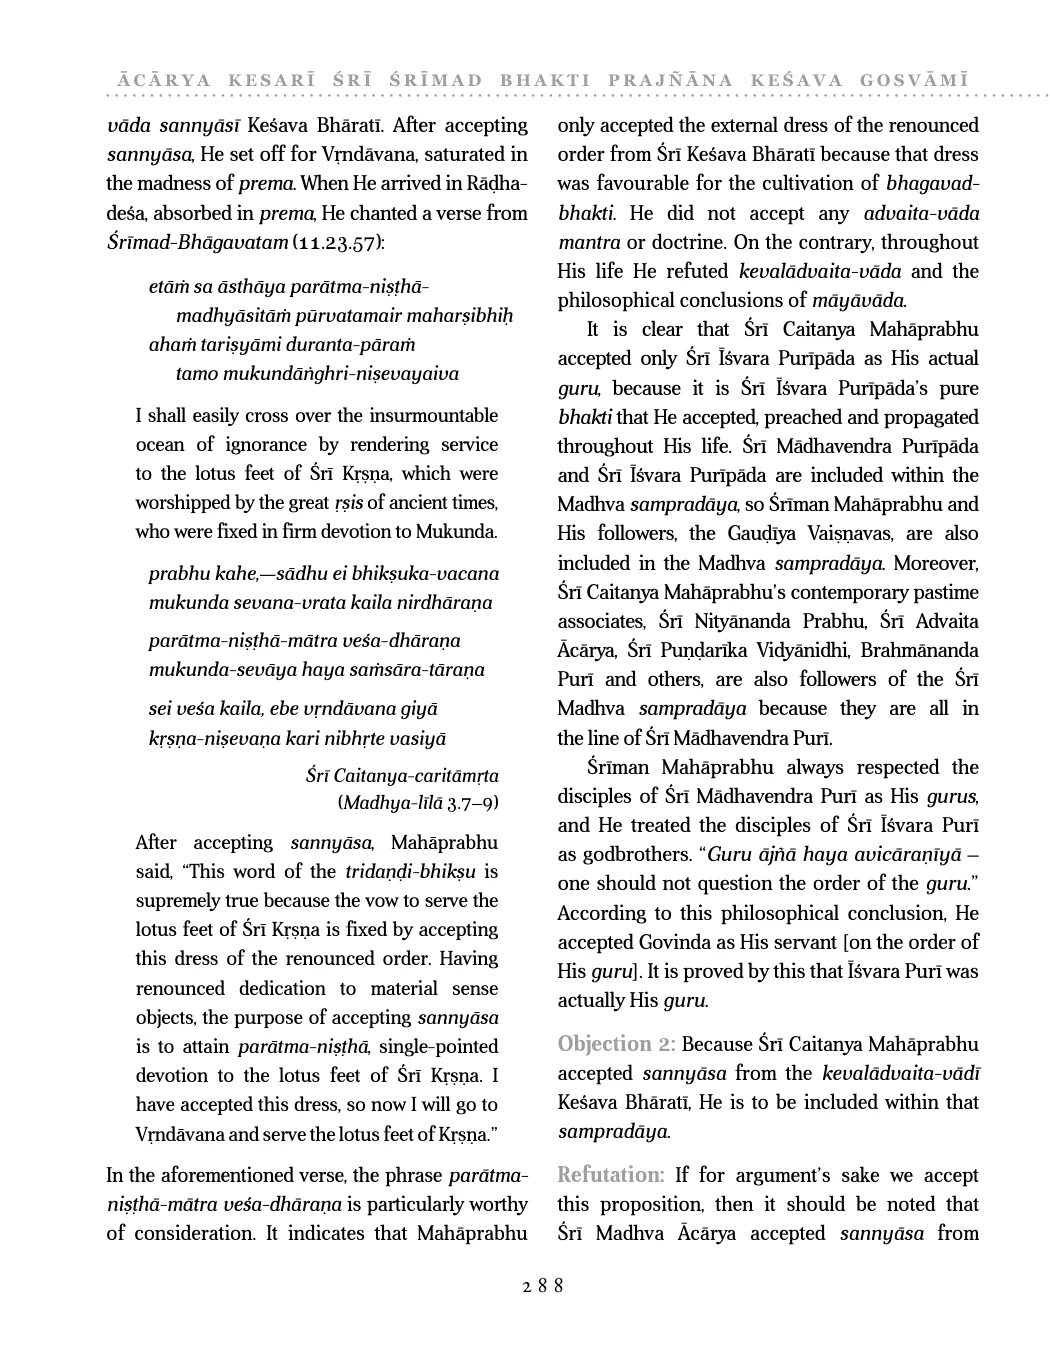 ĀCĀRYA KESARĪ ŚRĪ ŚRĪMAD BHAKTI PRAJÑĀNA KEŚAVA GOSVĀMĪ
vāda sannyāsī Keśava Bhāratī. After accepting
sannyāsa, He set off for Vṛndāvana, saturated in
the madness of prema. When He arrived in Rāḍha-
deśa, absorbed in prema, He chanted a verse from
Śrīmad-Bhāgavatam (11.23.57):
etāṁ sa āsthāya parātma-niṣṭhā-
madhyāsitāṁ pūrvatamair maharṣibhiḥ
ahaṁ tariṣyāmi duranta-pāraṁ
tamo mukundāṅghri-niṣevayaiva
I shall easily cross over the insurmountable
ocean of ignorance by rendering service
to the lotus feet of Śrī Kṛṣṇa, which were
worshipped by the great ṛṣis of ancient times,
who were fixed in firm devotion to Mukunda.
prabhu kahe,—sādhu ei bhikṣuka-vacana
mukunda sevana-vrata kaila nirdhāraṇa
parātma-niṣṭhā-mātra veśa-dhāraṇa
mukunda-sevāya haya saṁsāra-tāraṇa
sei veśa kaila, ebe vṛndāvana giyā
kṛṣṇa-niṣevaṇa kari nibhṛte vasiyā
Śrī Caitanya-caritāmṛta
(Madhya-līlā 3.7–9)
After accepting sannyāsa, Mahāprabhu
said, “This word of the tridaṇḍi-bhikṣu is
supremely true because the vow to serve the
lotus feet of Śrī Kṛṣṇa is fixed by accepting
this dress of the renounced order. Having
renounced dedication to material sense
objects, the purpose of accepting sannyāsa
is to attain parātma-niṣṭhā, single-pointed
devotion to the lotus feet of Śrī Kṛṣṇa. I
have accepted this dress, so now I will go to
Vṛndāvana and serve the lotus feet of Kṛṣṇa.”
In the aforementioned verse, the phrase parātma-
niṣṭhā-mātra veśa-dhāraṇa is particularly worthy
of consideration. It indicates that Mahāprabhu
only accepted the external dress of the renounced
order from Śrī Keśava Bhāratī because that dress
was favourable for the cultivation of bhagavad-
bhakti. He did not accept any advaita-vāda
mantra or doctrine. On the contrary, throughout
His life He refuted kevalādvaita-vāda and the
philosophical conclusions of māyāvāda.
It is clear that Śrī Caitanya Mahāprabhu
accepted only Śrī Īśvara Purīpāda as His actual
guru, because it is Śrī Īśvara Purīpāda’s pure
bhakti that He accepted, preached and propagated
throughout His life. Śrī Mādhavendra Purīpāda
and Śrī Īśvara Purīpāda are included within the
Madhva sampradāya, so Śrīman Mahāprabhu and
His followers, the Gauḍīya Vaiṣṇavas, are also
included in the Madhva sampradāya. Moreover,
Śrī Caitanya Mahāprabhu’s contemporary pastime
associates, Śrī Nityānanda Prabhu, Śrī Advaita
Ācārya, Śrī Puṇḍarīka Vidyānidhi, Brahmānanda
Purī and others, are also followers of the Śrī
Madhva sampradāya because they are all in
the line of Śrī Mādhavendra Purī.
Śrīman Mahāprabhu always respected the
disciples of Śrī Mādhavendra Purī as His gurus,
and He treated the disciples of Śrī Īśvara Purī
as godbrothers. “Guru ājñā haya avicāraṇīyā –
one should not question the order of the guru.”
According to this philosophical conclusion, He
accepted Govinda as His servant [on the order of
His guru]. It is proved by this that Īśvara Purī was
actually His guru.
Objection 2: Because Śrī Caitanya Mahāprabhu
accepted sannyāsa from the kevalādvaita-vādī
Keśava Bhāratī, He is to be included within that
sampradāya.
Refutation: If for argument’s sake we accept
this proposition, then it should be noted that
Śrī Madhva Ācārya accepted sannyāsa from
288